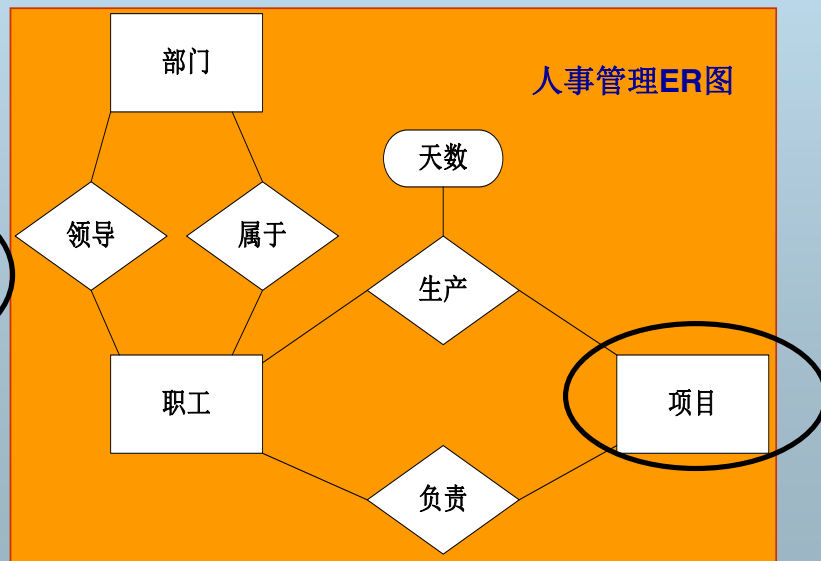 部门
人事管理ER图
天数
领导
属于
生产
职工
项目
负责